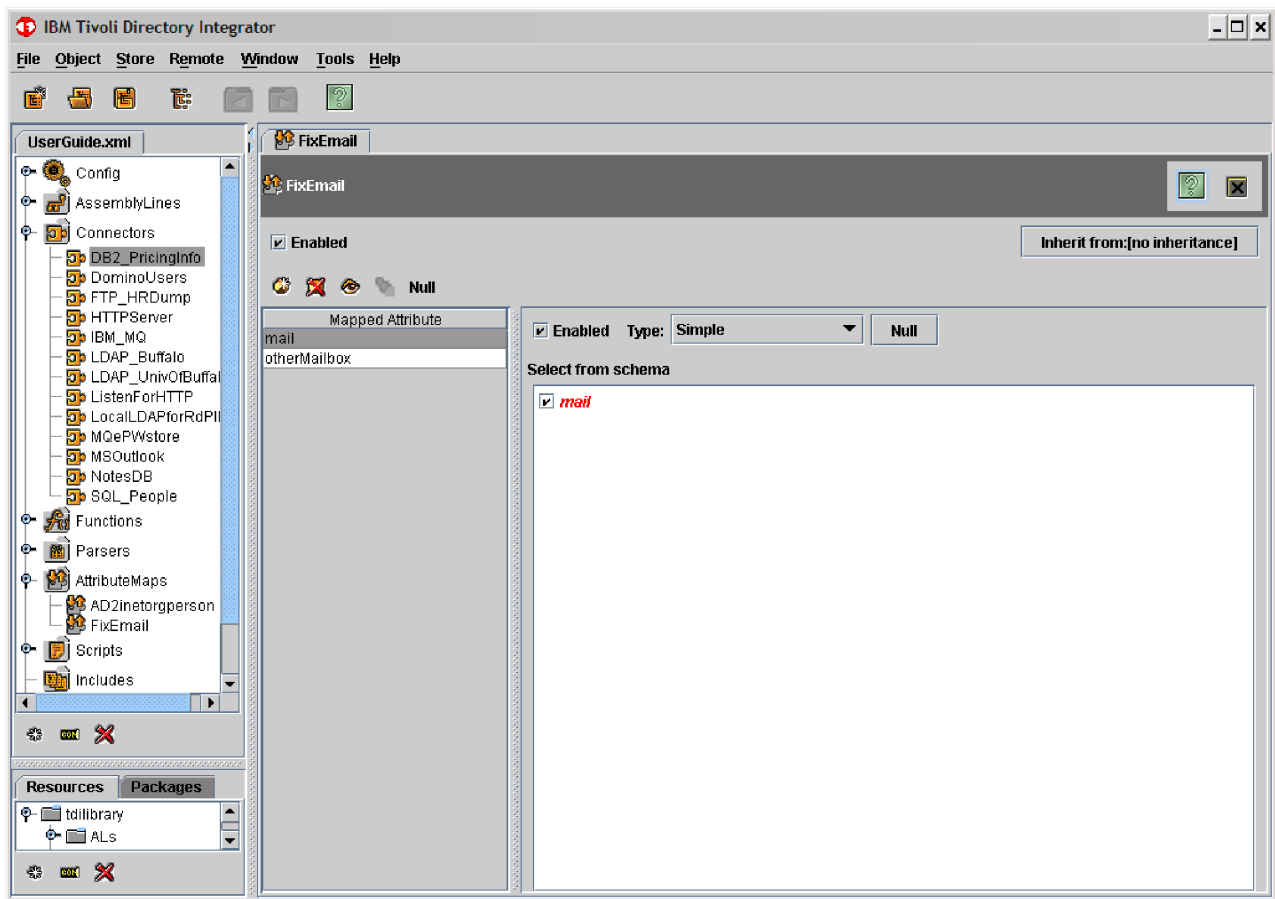 IBM Tivoli Directory Integrator
File Object Store Remote Window Tools Help
UserGuide.xml
Config
AssemblyLines
Connectors
DB2_PricingInfo
DominoUsers
FTP_HRDump
HTTPServer
IBM_MQ
LDAP_Buffalo
LDAP_UnivOfBuffal
ListenForHTTP
LocalLDAPforRdPII
MQePWstore
MSOutlook
NotesDB
SQL_People
Functions
Parsers
AttributeMaps
AD2inetorgperson
FixEmail
Scripts
Includes
Resources Packages
tdilibrary
ALs
FixEmail
FixEmail
Enabled
Inherit from:[no inheritance]
Null
Mapped Attribute
mail
otherMailbox
Enabled Type: Simple Null
Select from schema
mail